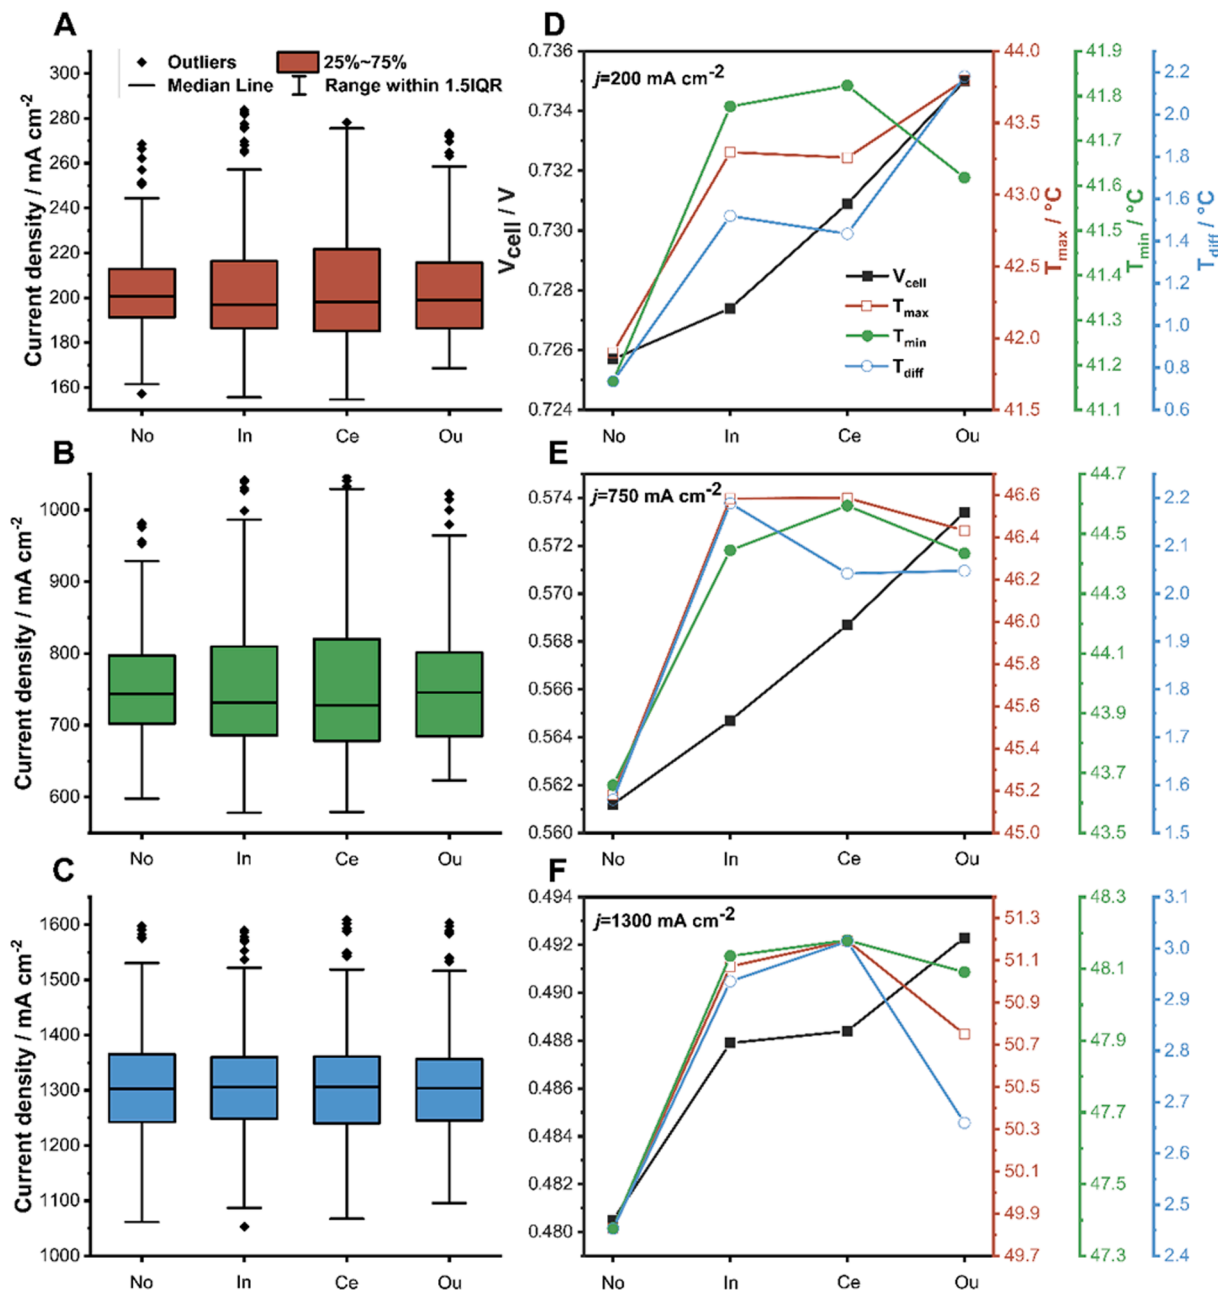 A
Outliers
25%~75%
Median Line
Range within 1.5IQR
Current density / mA cm-2
300
280
260
240
220
200
180
160
No
In
Ce
Ou
D
j=200 mA cm-2
Vcell / V
0.736
0.734
0.732
0.730
0.728
0.726
0.724
Vcell
Tmax
Tmin
Tdiff
No
In
Ce
Ou
44.0
43.5
43.0
42.5
42.0
41.5
Tmax / °C
41.9
41.8
41.7
41.6
41.5
41.4
41.3
41.2
41.1
Tmin / °C
2.2
2.0
1.8
1.6
1.4
1.2
1.0
0.8
0.6
Tdiff / °C
B
Current density / mA cm-2
1000
900
800
700
600
No
In
Ce
Ou
E
j=750 mA cm-2
0.574
0.572
0.570
0.568
0.566
0.564
0.562
0.560
No
In
Ce
Ou
46.6
46.4
46.2
46.0
45.8
45.6
45.4
45.2
45.0
44.7
44.5
44.3
44.1
43.9
43.7
43.5
2.2
2.1
2.0
1.9
1.8
1.7
1.6
1.5
C
Current density / mA cm-2
1600
1500
1400
1300
1200
1100
1000
No
In
Ce
Ou
F
j=1300 mA cm-2
0.494
0.492
0.490
0.488
0.486
0.484
0.482
0.480
No
In
Ce
Ou
51.3
51.1
50.9
50.7
50.5
50.3
50.1
49.9
49.7
48.3
48.1
47.9
47.7
47.5
47.3
3.1
3.0
2.9
2.8
2.7
2.6
2.5
2.4